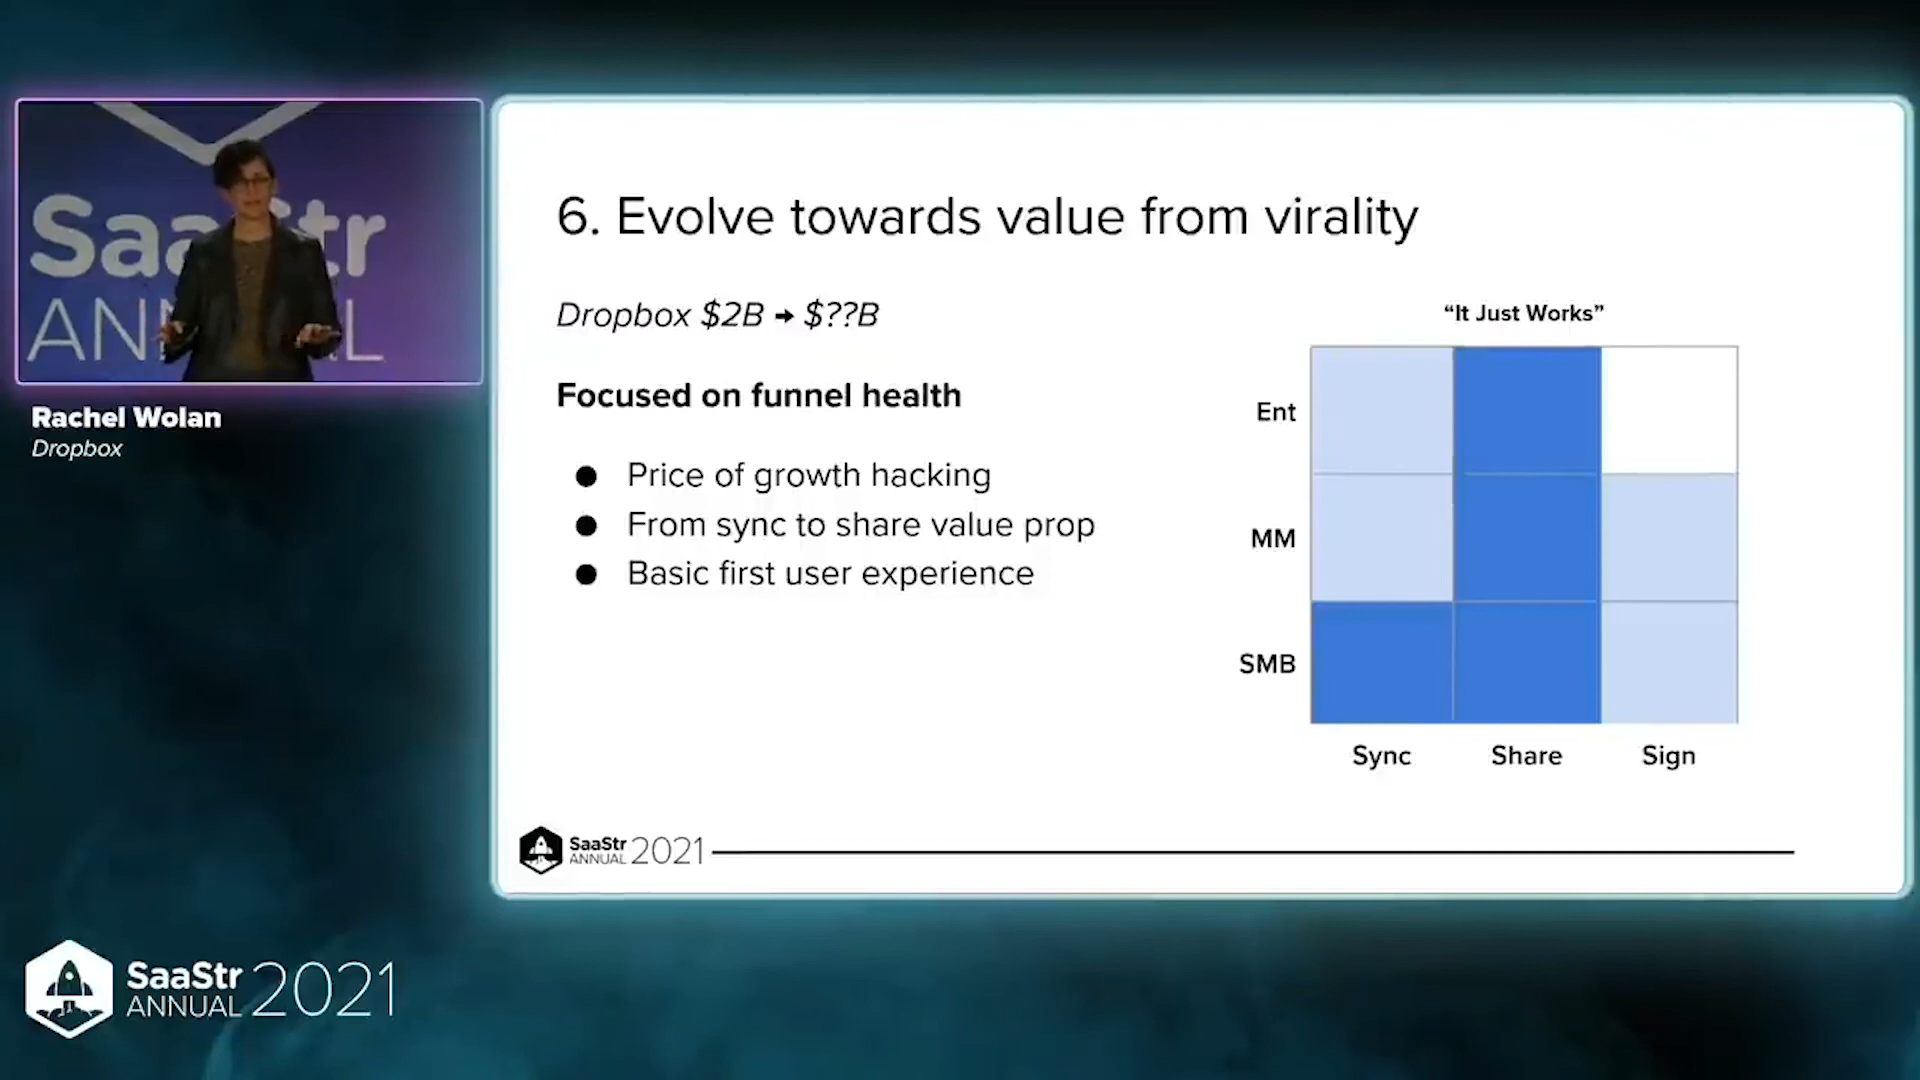 SaaStr
ANNUAL
Rachel Wolan
Dropbox
6. Evolve towards value from virality
Dropbox $2B → $??B
Focused on funnel health
● Price of growth hacking
● From sync to share value prop
● Basic first user experience
“It Just Works”
Ent
MM
SMB
Sync Share Sign
SaaStr
ANNUAL 2021
SaaStr
ANNUAL 2021